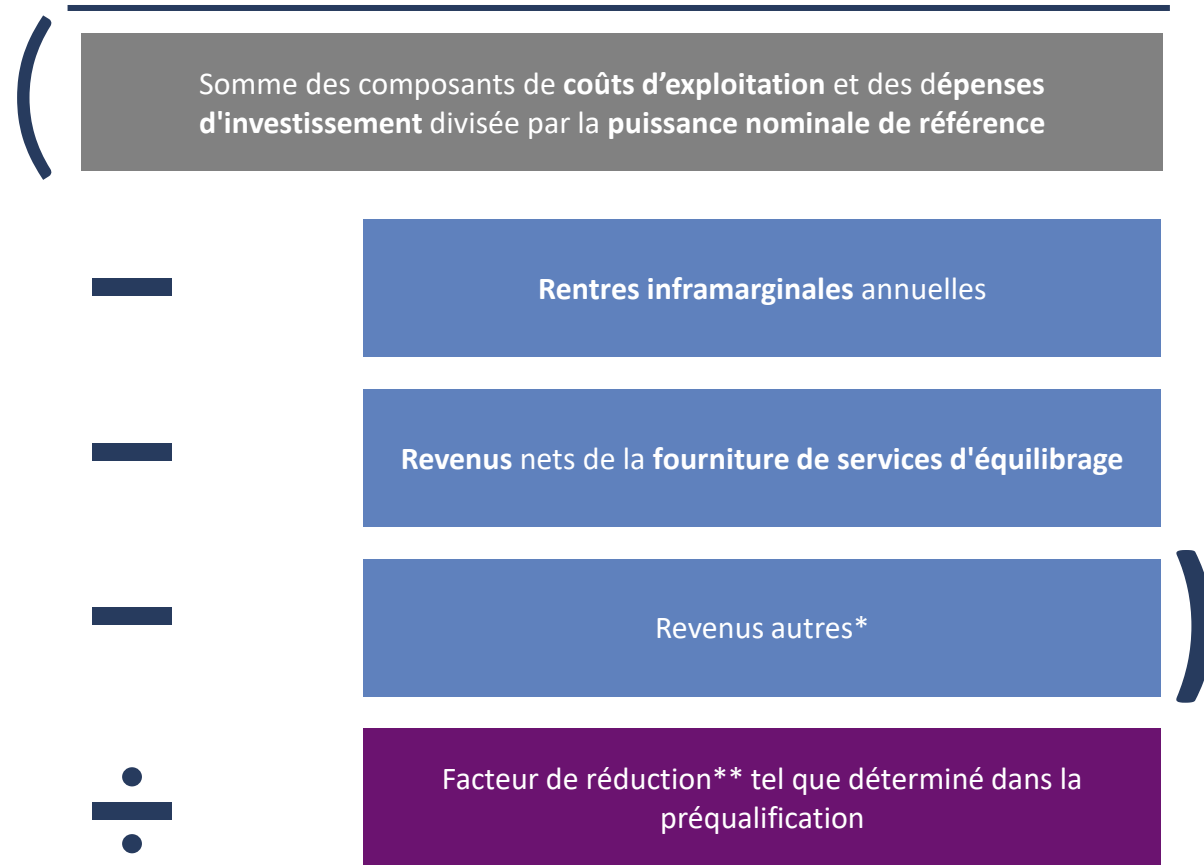 Somme des composants de coûts d’exploitation et des dépenses
d'investissement divisée par la puissance nominale de référence
Rentres inframarginales annuelles
Revenus nets de la fourniture de services d'équilibrage
Revenus autres*
Facteur de réduction** tel que déterminé dans la
préqualification